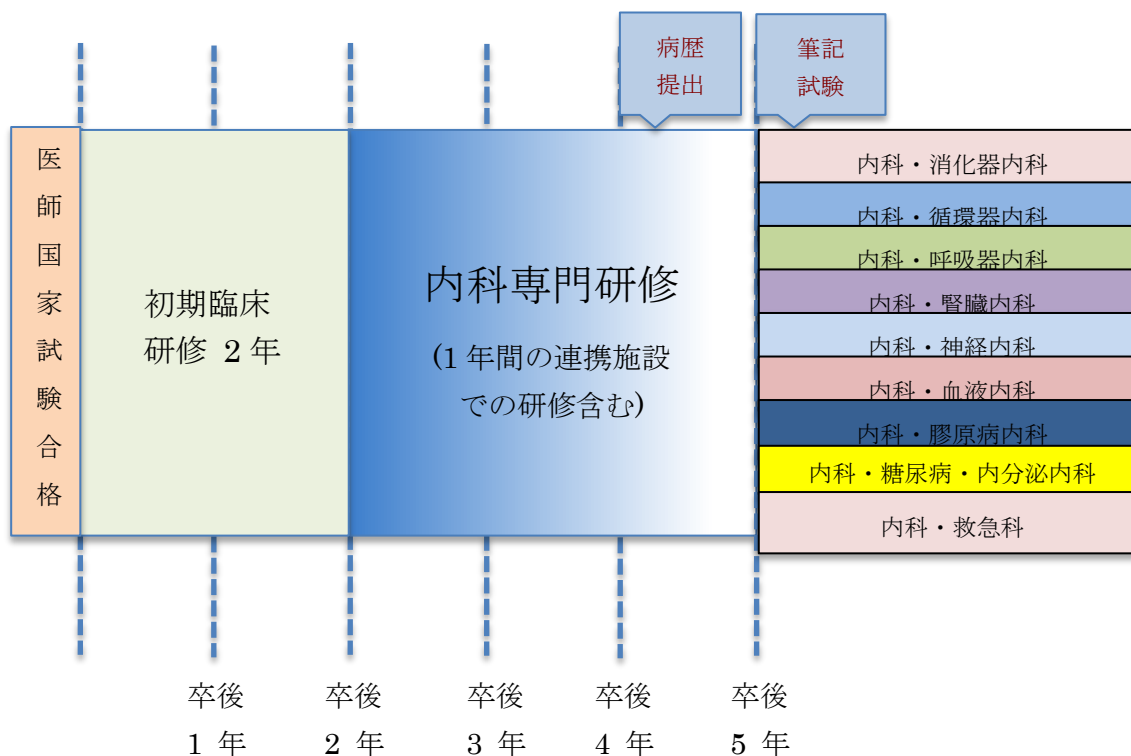 病歴
提出
筆記
試験
医師国家試験合格
初期臨床
研修 2 年
内科専門研修
(1 年間の連携施設
での研修含む)
内科・消化器内科
内科・循環器内科
内科・呼吸器内科
内科・腎臓内科
内科・神経内科
内科・血液内科
内科・膠原病内科
内科・糖尿病・内分泌内科
内科・救急科
卒後
1 年
卒後
2 年
卒後
3 年
卒後
4 年
卒後
5 年